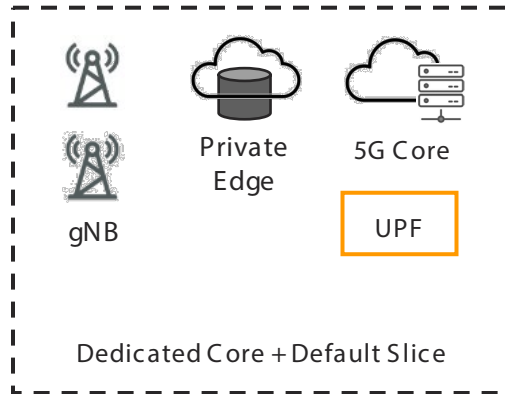 gNB
Private
Edge
5G Core
UPF
Dedicated Core + Default Slice